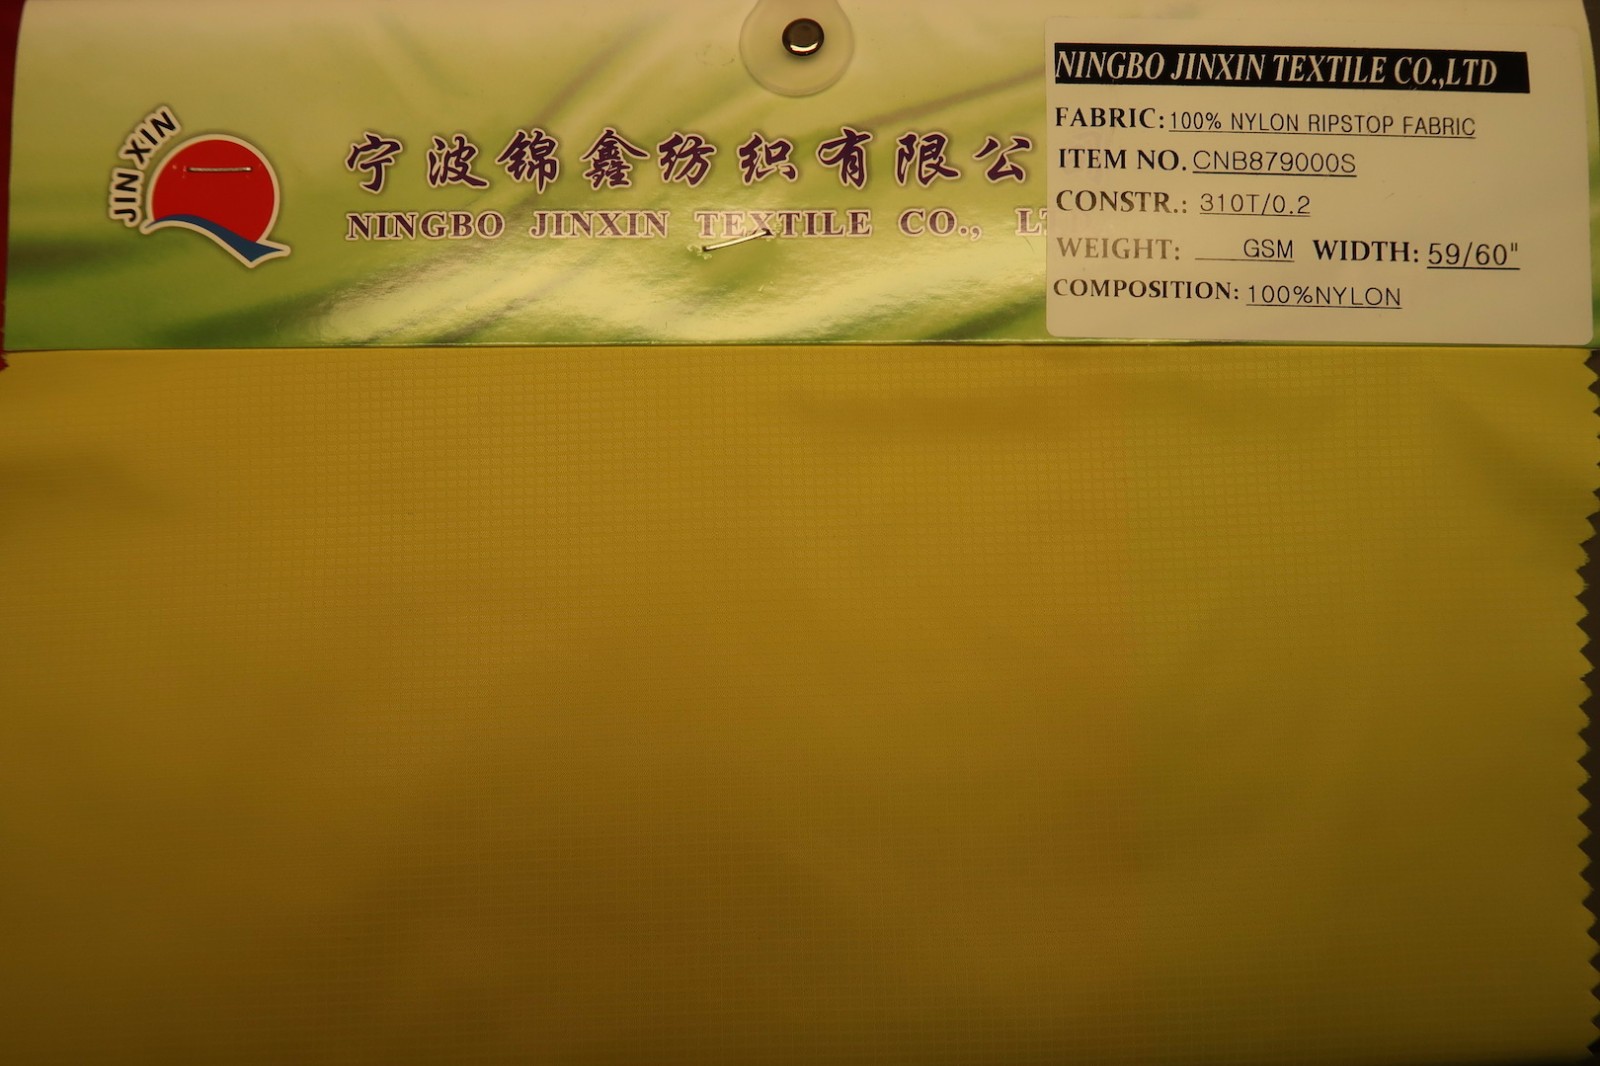 JIN XIN
宁波锦鑫纺织有限公
NINGBO JINXIN TEXTILE CO.,
NINGBO JINXIN TEXTILE CO.,LTD
FABRIC: 100% NYLON RIPSTOP FABRIC
ITEM NO. CNB879000S
CONSTR.: 310T/0.2
WEIGHT: ___GSM WIDTH: 59/60"
COMPOSITION: 100%NYLON